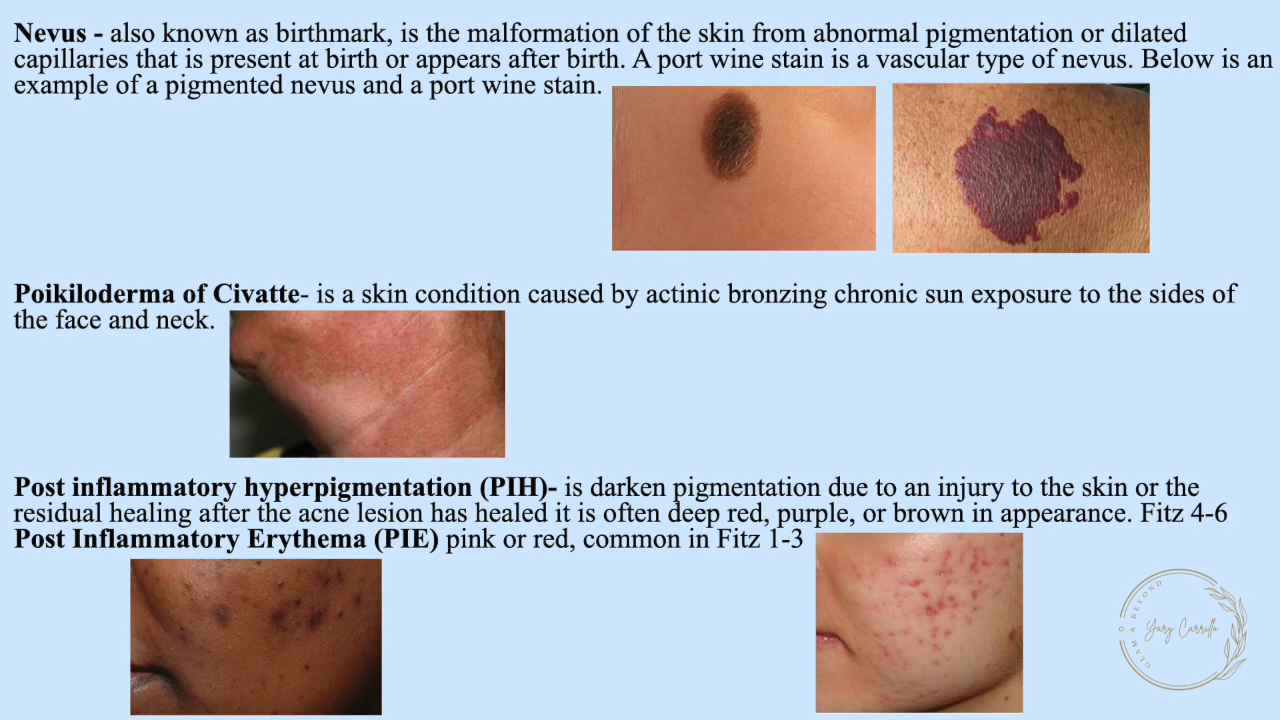 Nevus - also known as birthmark, is the malformation of the skin from abnormal pigmentation or dilated
capillaries that is present at birth or appears after birth. A port wine stain is a vascular type of nevus. Below is an
example of a pigmented nevus and a port wine stain.
Poikiloderma of Civatte- is a skin condition caused by actinic bronzing chronic sun exposure to the sides of
the face and neck.
Post inflammatory hyperpigmentation (PIH)- is darken pigmentation due to an injury to the skin or the
residual healing after the acne lesion has healed it is often deep red, purple, or brown in appearance. Fitz 4-6
Post Inflammatory Erythema (PIE) pink or red, common in Fitz 1-3
GLAM & BEYOND
Yury Carrillo